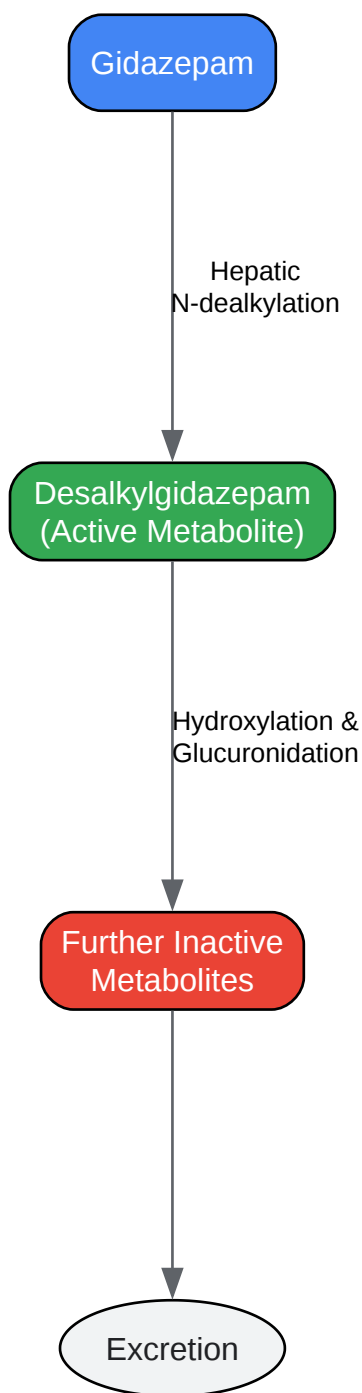 Gidazepam
Hepatic
N-dealkylation
Desalkylgidazepam
(Active Metabolite)
Hydroxylation &
Glucuronidation
Further Inactive
Metabolites
Excretion